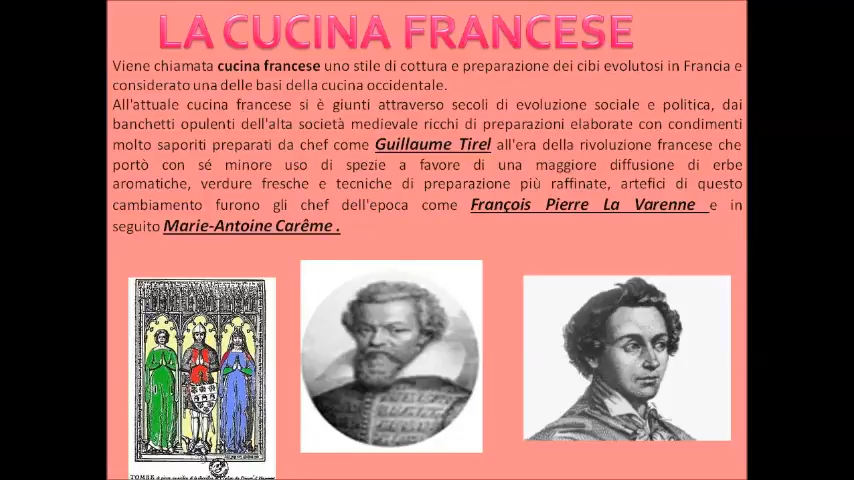 LA CUCINA FRANCESE
Viene chiamata cucina francese uno stile di cottura e preparazione dei cibi evolutosi in Francia e
considerato una delle basi della cucina occidentale.
All'attuale cucina francese si è giunti attraverso secoli di evoluzione sociale e politica, dai
banchetti opulenti dell'alta società medievale ricchi di preparazioni elaborate con condimenti
molto saporiti preparati da chef come Guillaume Tirel all'era della rivoluzione francese che
portò con sé minore uso di spezie a favore di una maggiore diffusione di erbe
aromatiche, verdure fresche e tecniche di preparazione più raffinate, artefici di questo
cambiamento furono gli chef dell'epoca come François Pierre La Varenne e in
seguito Marie-Antoine Carême .
TOMBE